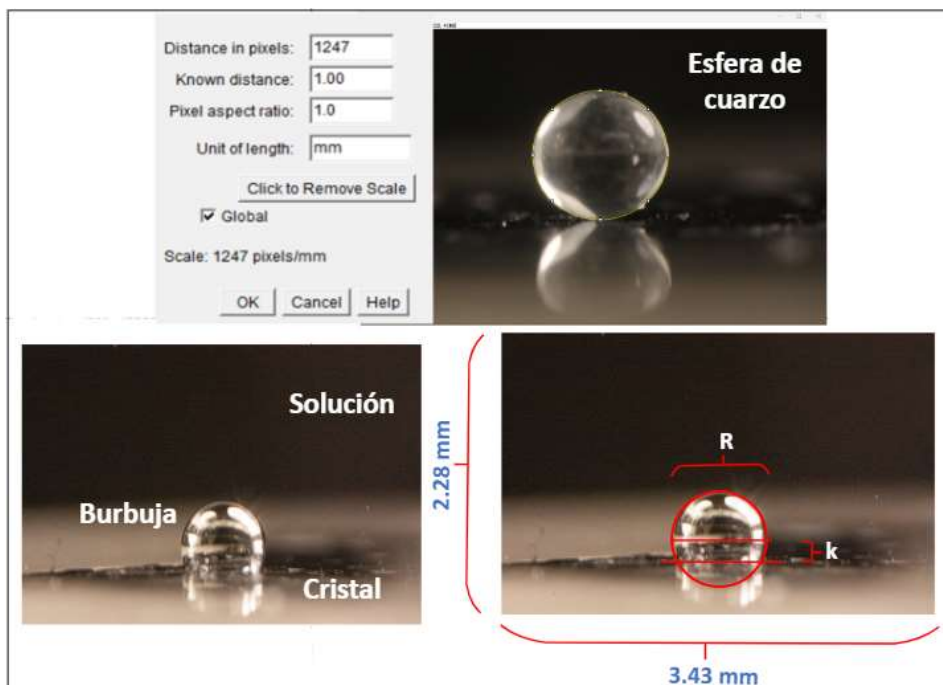 Distance in pixels: 1247
Known distance: 1.00
Pixel aspect ratio: 1.0
Unit of length: mm
Click to Remove Scale
Global
Scale: 1247 pixels/mm
OK Cancel Help
Esfera de
cuarzo
Solución
Burbuja
Cristal
2.28 mm
R
k
3.43 mm